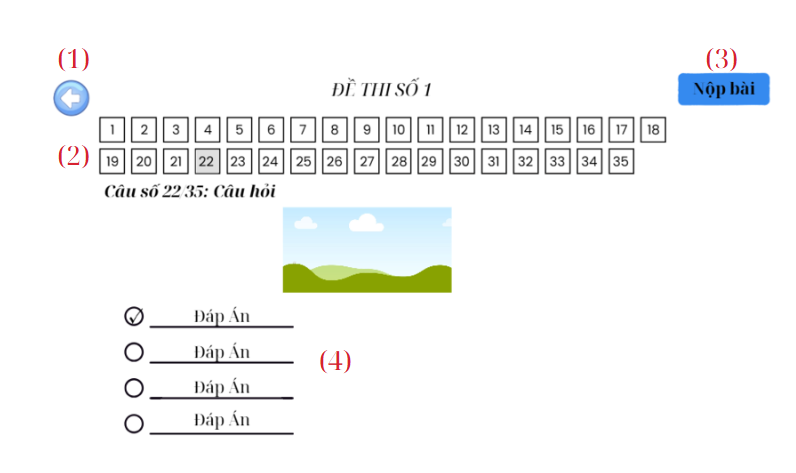 (1)
(3)
ĐỀ THI SỐ 1
Nộp bài
1 2 3 4 5 6 7 8 9 10 11 12 13 14 15 16 17 18
(2)
19 20 21 22 23 24 25 26 27 28 29 30 31 32 33 34 35
Câu số 22/35: Câu hỏi
Đáp Án
Đáp Án
(4)
Đáp Án
Đáp Án